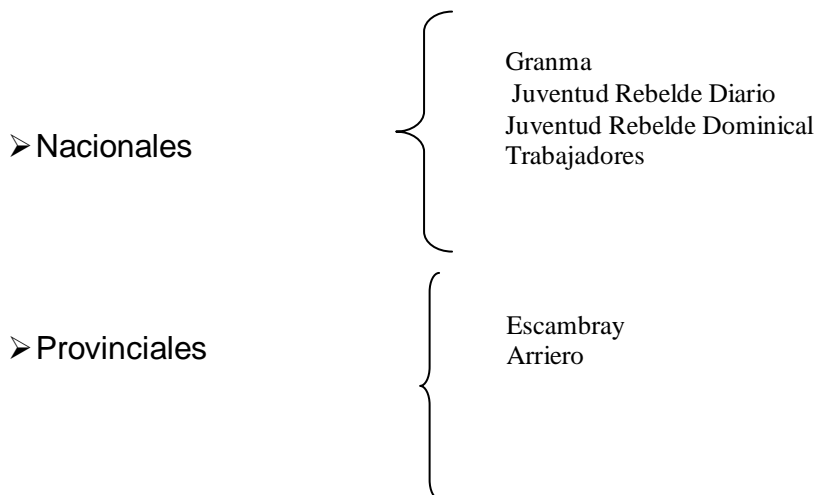 ➢ Nacionales
Granma
Juventud Rebelde Diario
Juventud Rebelde Dominical
Trabajadores
➢ Provinciales
Escambray
Arriero